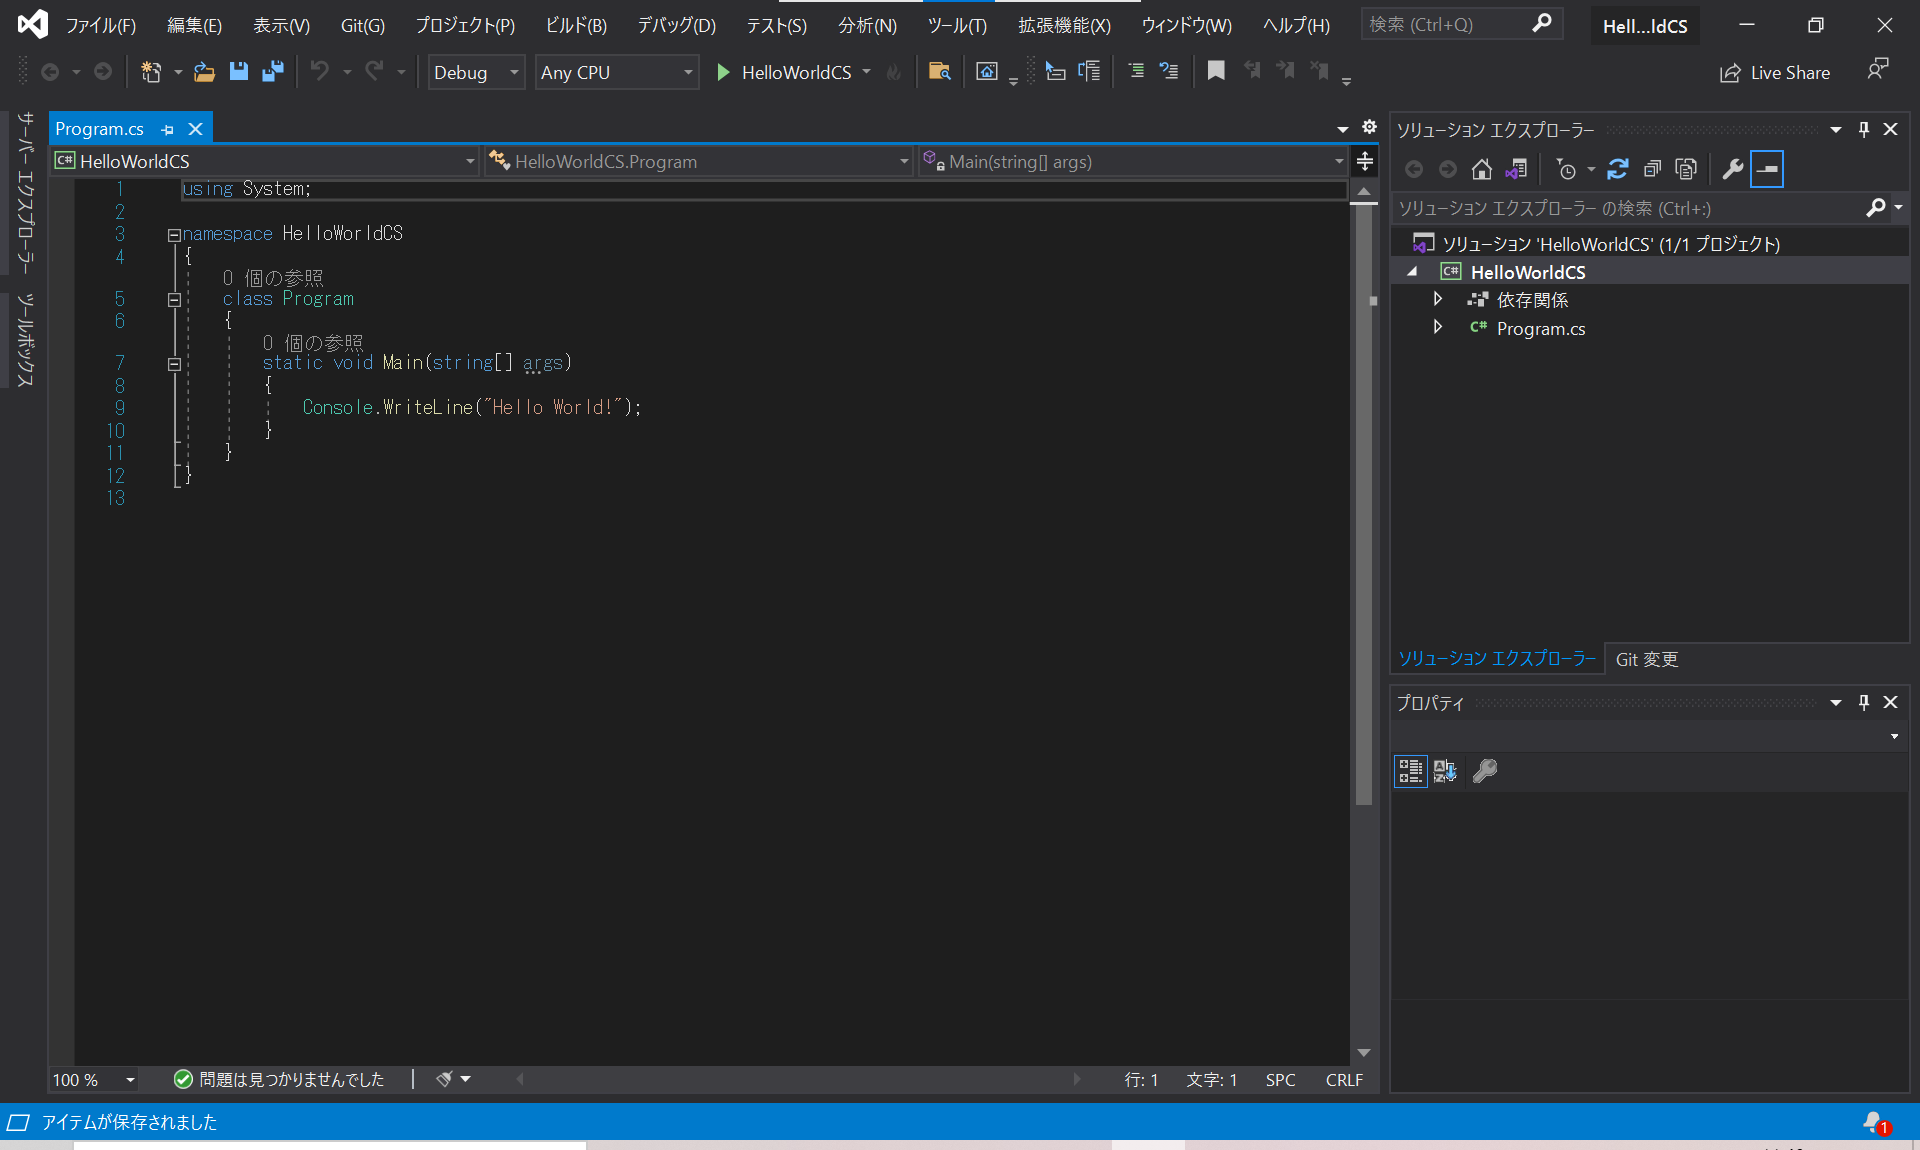 ファイル(F) 編集(E) 表示(V) Git(G) プロジェクト(P) ビルド(B) デバッグ(D) テスト(S) 分析(N) ツール(T) 拡張機能(X) ウィンドウ(W) ヘルプ(H) 検索 (Ctrl+Q) Hell...ldCS
Debug Any CPU HelloWorldCS Live Share
サーバー エクスプローラー
ツールボックス
Program.cs
C# HelloWorldCS HelloWorldCS.Program Main(string[] args)
1 using System;
2
3 namespace HelloWorldCS
4 {
0 個の参照
5 class Program
6 {
0 個の参照
7 static void Main(string[] args)
8 {
9 Console.WriteLine("Hello World!");
10 }
11 }
12 }
13
100 % 問題は見つかりませんでした 行: 1 文字: 1 SPC CRLF
ソリューション エクスプローラー
ソリューション エクスプローラー の検索 (Ctrl+:)
ソリューション 'HelloWorldCS' (1/1 プロジェクト)
C# HelloWorldCS
依存関係
C# Program.cs
ソリューション エクスプローラー Git 変更
プロパティ
アイテムが保存されました 1